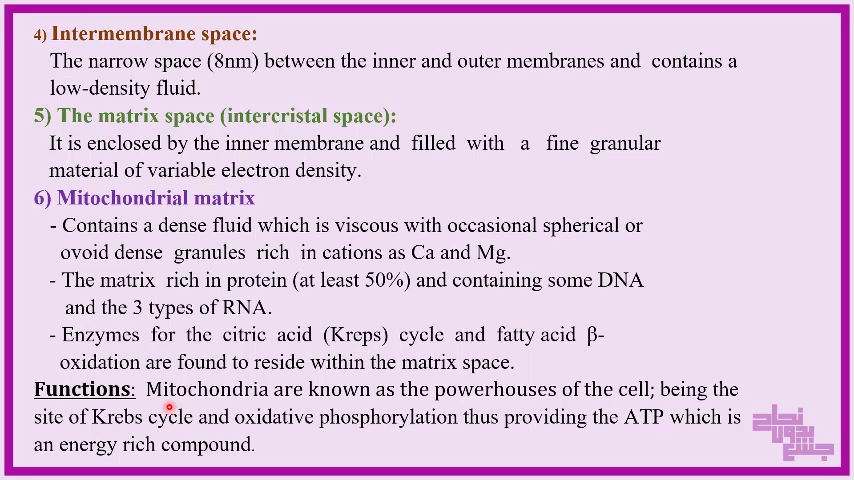 4) Intermembrane space:
The narrow space (8nm) between the inner and outer membranes and contains a
low-density fluid.
5) The matrix space (intercristal space):
It is enclosed by the inner membrane and filled with a fine granular
material of variable electron density.
6) Mitochondrial matrix
- Contains a dense fluid which is viscous with occasional spherical or
ovoid dense granules rich in cations as Ca and Mg.
- The matrix rich in protein (at least 50%) and containing some DNA
and the 3 types of RNA.
- Enzymes for the citric acid (Kreps) cycle and fatty acid β-
oxidation are found to reside within the matrix space.
Functions: Mitochondria are known as the powerhouses of the cell; being the
site of Krebs cycle and oxidative phosphorylation thus providing the ATP which is
an energy rich compound.
نجاح
بدون